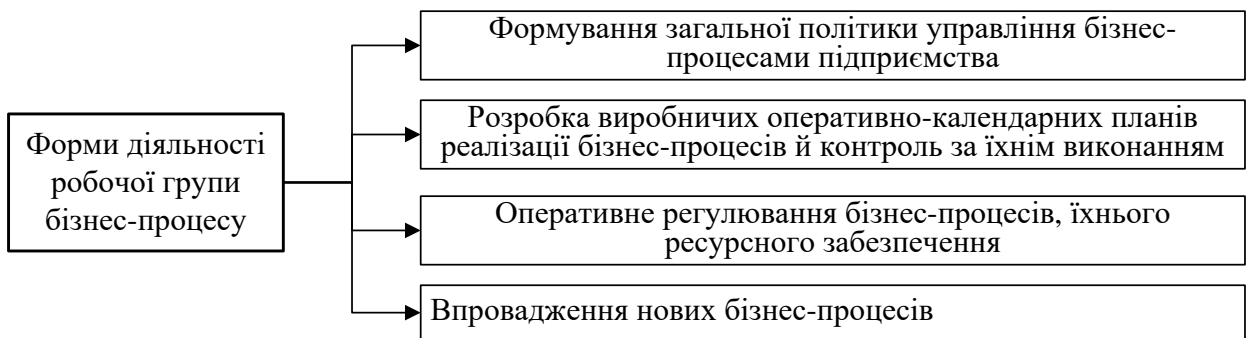 Форми діяльності
робочої групи
бізнес-процесу
Формування загальної політики управління бізнес-
процесами підприємства
Розробка виробничих оперативно-календарних планів
реалізації бізнес-процесів й контроль за їхнім виконанням
Оперативне регулювання бізнес-процесів, їхнього
ресурсного забезпечення
Впровадження нових бізнес-процесів